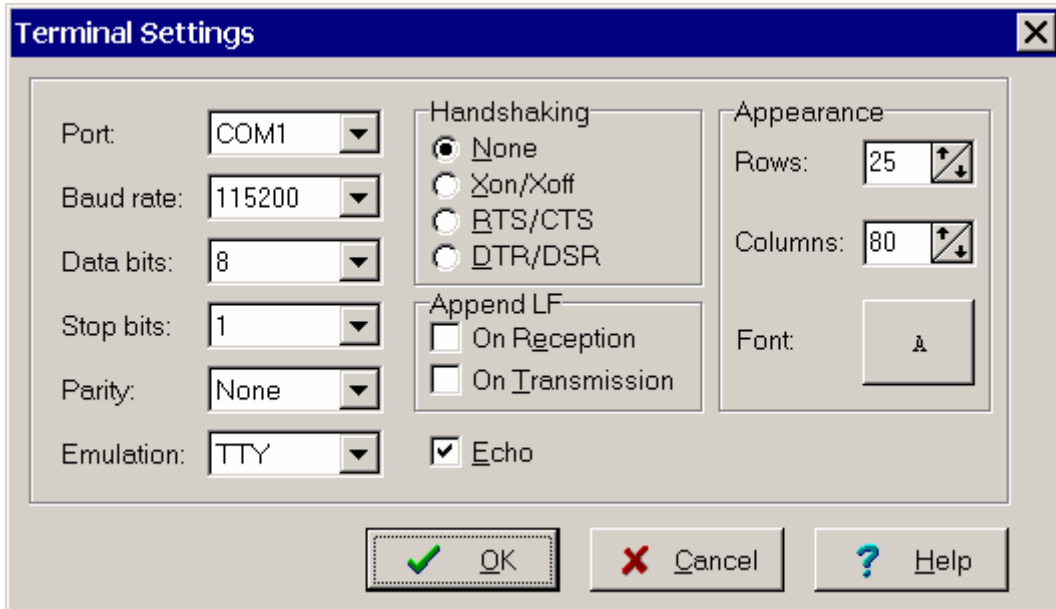 Terminal Settings
Port: COM1
Baud rate: 115200
Data bits: 8
Stop bits: 1
Parity: None
Emulation: TTY
Handshaking
None
Xon/Xoff
RTS/CTS
DTR/DSR
Append LF
On Reception
On Transmission
Echo
Appearance
Rows: 25
Columns: 80
Font: A
OK
Cancel
? Help